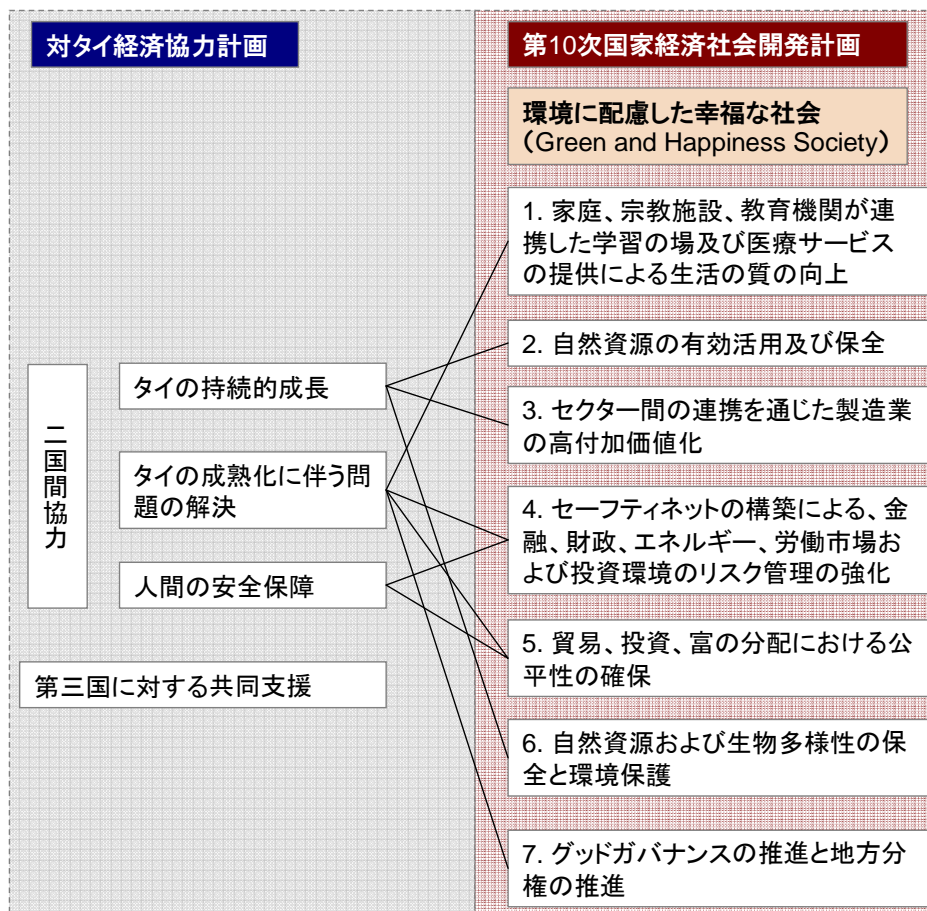 対タイ経済協力計画
二国間協力
タイの持続的成長
タイの成熟化に伴う問
題の解決
人間の安全保障
第三国に対する共同支援
第10次国家経済社会開発計画
環境に配慮した幸福な社会
(Green and Happiness Society)
1. 家庭、宗教施設、教育機関が連
携した学習の場及び医療サービス
の提供による生活の質の向上
2. 自然資源の有効活用及び保全
3. セクター間の連携を通じた製造業
の高付加価値化
4. セーフティネットの構築による、金
融、財政、エネルギー、労働市場お
よび投資環境のリスク管理の強化
5. 貿易、投資、富の分配における公
平性の確保
6. 自然資源および生物多様性の保
全と環境保護
7. グッドガバナンスの推進と地方分
権の推進